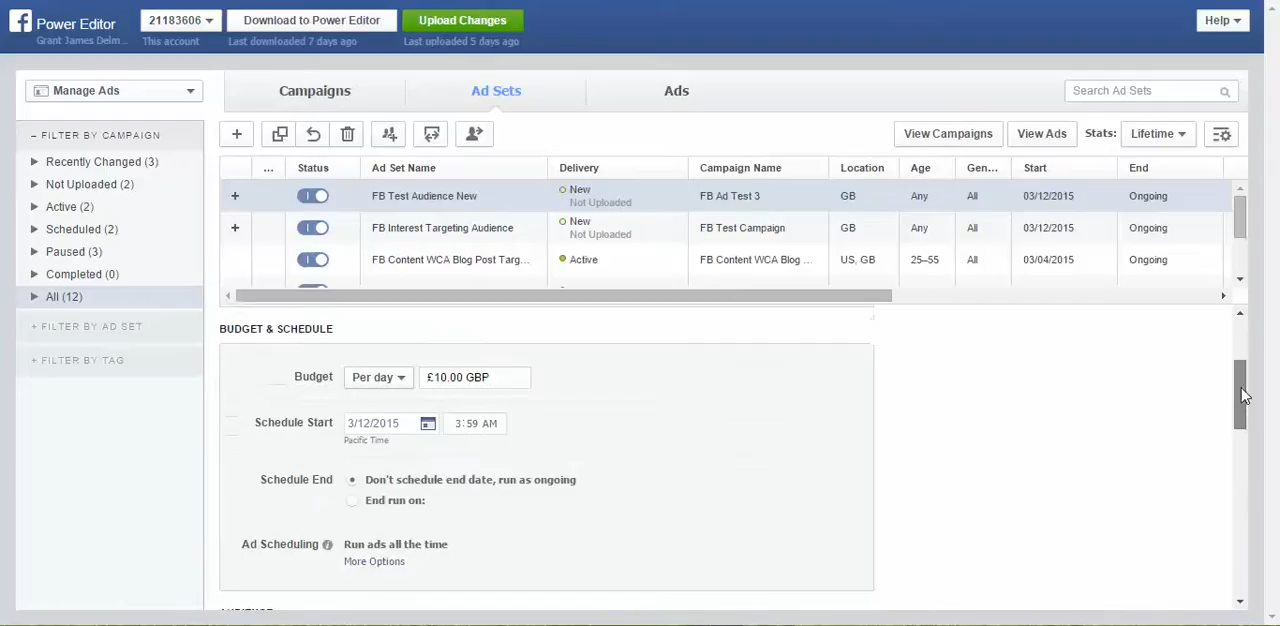 Power Editor
Grant James Delm...
21183606
This account
Download to Power Editor
Last downloaded 7 days ago
Upload Changes
Last uploaded 5 days ago
Help
Manage Ads
Campaigns
Ad Sets
Ads
Search Ad Sets
– FILTER BY CAMPAIGN
Recently Changed (3)
Not Uploaded (2)
Active (2)
Scheduled (2)
Paused (3)
Completed (0)
All (12)
+ FILTER BY AD SET
+ FILTER BY TAG
+
View Campaigns
View Ads
Stats:
Lifetime
... Status Ad Set Name Delivery Campaign Name Location Age Gen... Start End
+ FB Test Audience New New FB Ad Test 3 GB Any All 03/12/2015 Ongoing
Not Uploaded
+ FB Interest Targeting Audience New FB Test Campaign GB Any All 03/12/2015 Ongoing
Not Uploaded
FB Content WCA Blog Post Targ... Active FB Content WCA Blog ... US, GB 25–55 All 03/04/2015 Ongoing
BUDGET & SCHEDULE
Budget Per day £10.00 GBP
Schedule Start 3/12/2015 3:59 AM
Pacific Time
Schedule End Don't schedule end date, run as ongoing
End run on:
Ad Scheduling i Run ads all the time
More Options